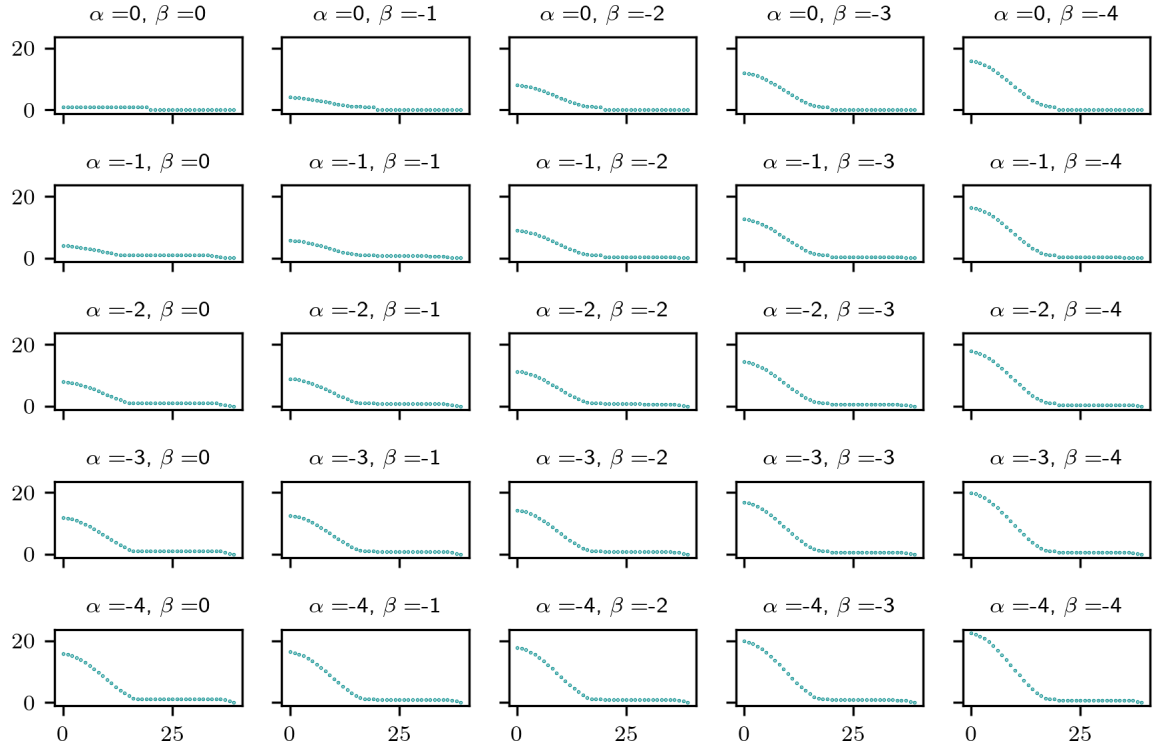 α =0, β =0 α =0, β =-1 α =0, β =-2 α =0, β =-3 α =0, β =-4
20
0
α =-1, β =0 α =-1, β =-1 α =-1, β =-2 α =-1, β =-3 α =-1, β =-4
20
0
α =-2, β =0 α =-2, β =-1 α =-2, β =-2 α =-2, β =-3 α =-2, β =-4
20
0
α =-3, β =0 α =-3, β =-1 α =-3, β =-2 α =-3, β =-3 α =-3, β =-4
20
0
α =-4, β =0 α =-4, β =-1 α =-4, β =-2 α =-4, β =-3 α =-4, β =-4
20
0
0 25 0 25 0 25 0 25 0 25